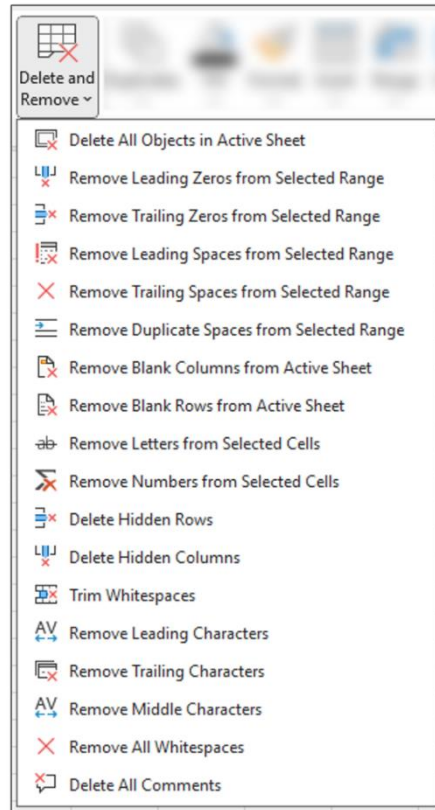 Delete and
Remove
Delete All Objects in Active Sheet
Remove Leading Zeros from Selected Range
Remove Trailing Zeros from Selected Range
Remove Leading Spaces from Selected Range
Remove Trailing Spaces from Selected Range
Remove Duplicate Spaces from Selected Range
Remove Blank Columns from Active Sheet
Remove Blank Rows from Active Sheet
ab Remove Letters from Selected Cells
Remove Numbers from Selected Cells
Delete Hidden Rows
Delete Hidden Columns
Trim Whitespaces
AV Remove Leading Characters
Remove Trailing Characters
AV Remove Middle Characters
Remove All Whitespaces
Delete All Comments